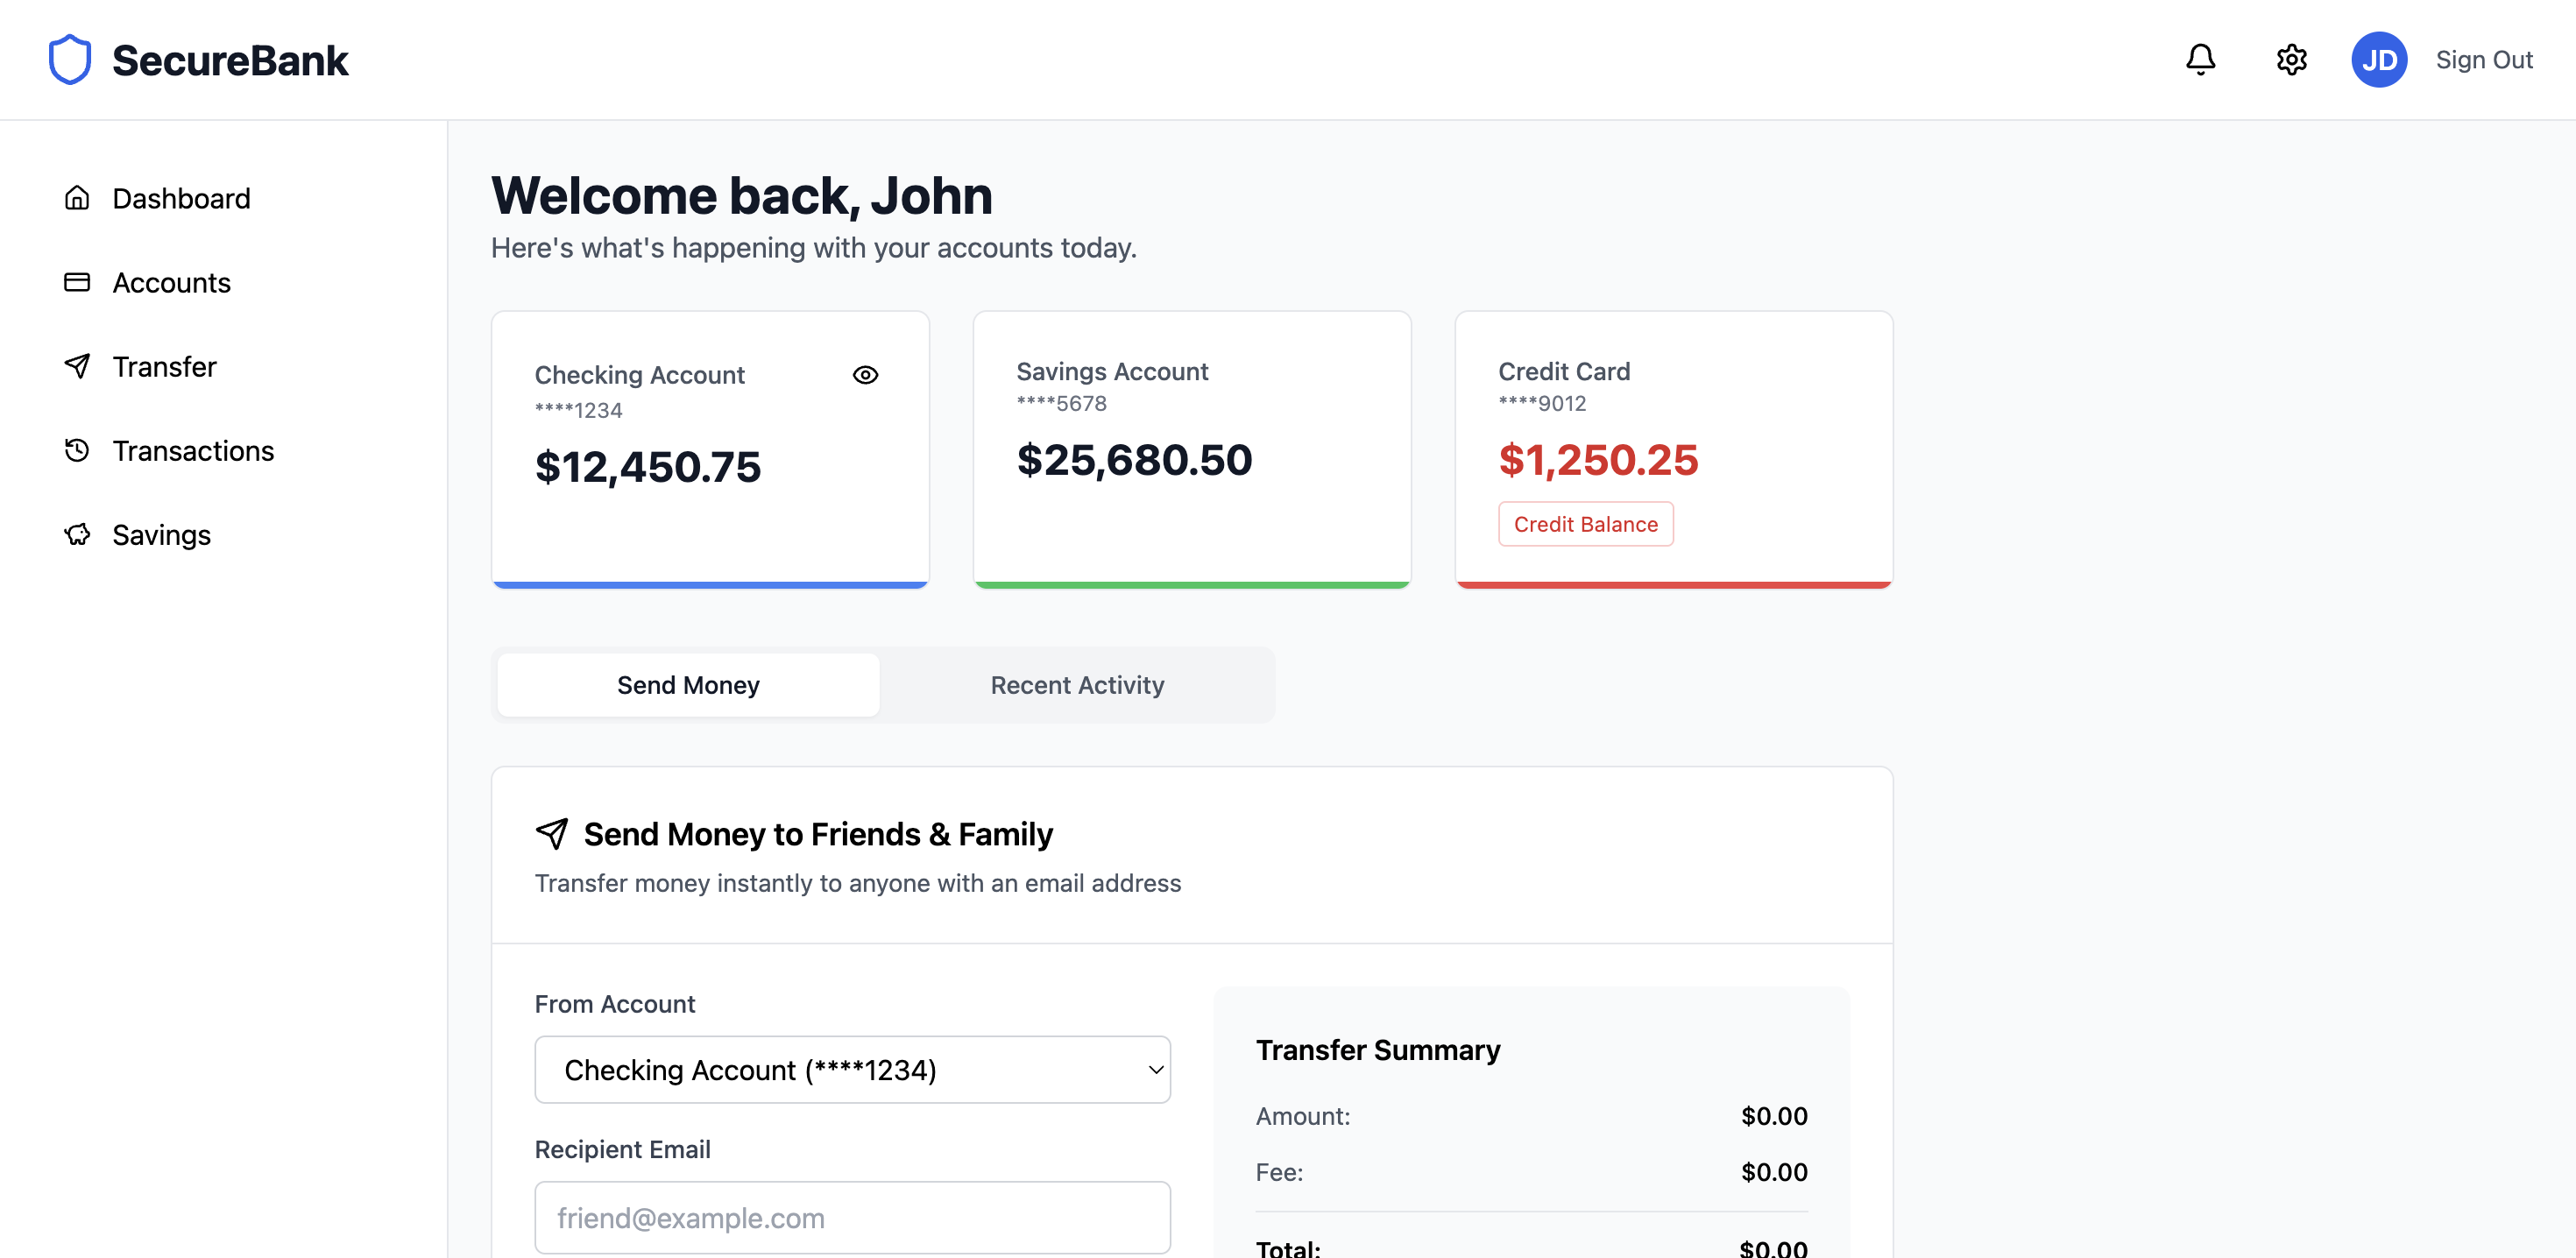 SecureBank
JD
Sign Out
Dashboard
Accounts
Transfer
Transactions
Savings
Welcome back, John
Here's what's happening with your accounts today.
Checking Account
****1234
$12,450.75
Savings Account
****5678
$25,680.50
Credit Card
****9012
$1,250.25
Credit Balance
Send Money
Recent Activity
Send Money to Friends & Family
Transfer money instantly to anyone with an email address
From Account
Checking Account (****1234)
Recipient Email
friend@example.com
Transfer Summary
Amount: $0.00
Fee: $0.00
Total: $0.00